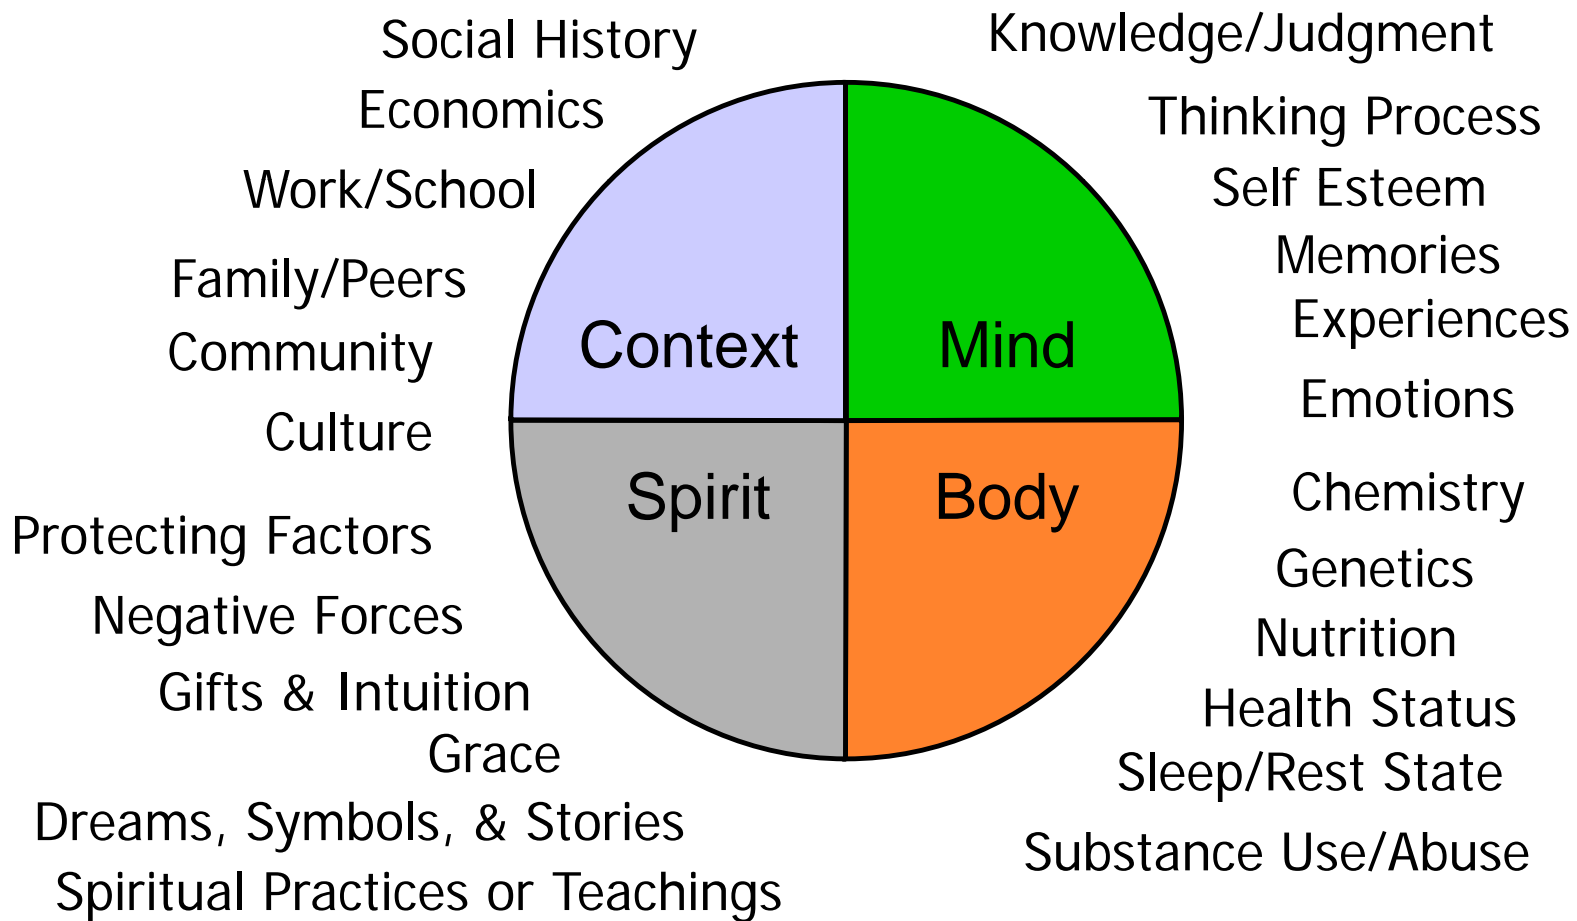 Social History
Economics
Work/School
Family/Peers
Community
Culture
Knowledge/Judgment
Thinking Process
Self Esteem
Memories
Experiences
Emotions
Context
Mind
Spirit
Body
Protecting Factors
Negative Forces
Gifts & Intuition
Grace
Dreams, Symbols, & Stories
Spiritual Practices or Teachings
Chemistry
Genetics
Nutrition
Health Status
Sleep/Rest State
Substance Use/Abuse